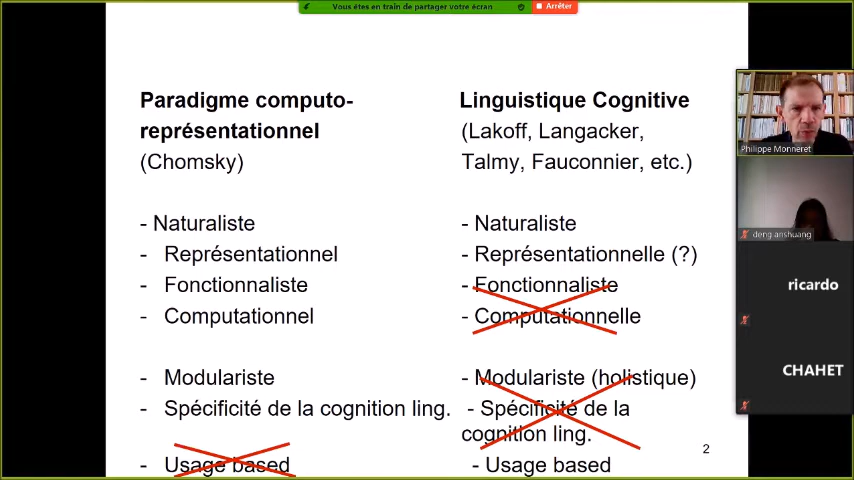 Vous êtes en train de partager votre écran
Arrêter
Paradigme computo-
représentationnel
(Chomsky)
- Naturaliste
- Représentationnel
- Fonctionnaliste
- Computationnel
- Modulariste
- Spécificité de la cognition ling.
- Usage based
Linguistique Cognitive
(Lakoff, Langacker,
Talmy, Fauconnier, etc.)
- Naturaliste
- Représentationnelle (?)
- Fonctionnaliste
- Computationnelle
- Modulariste (holistique)
- Spécificité de la
cognition ling.
- Usage based
2
Philippe Monneret
deng anshuang
ricardo
CHAHET